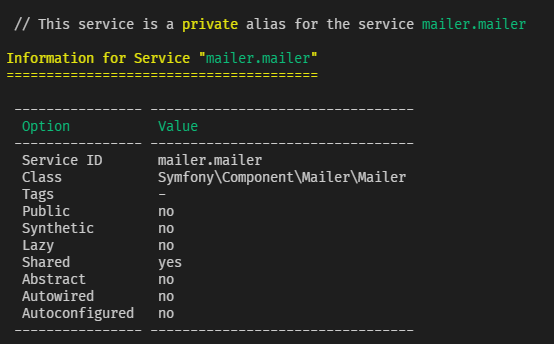 // This service is a private alias for the service mailer.mailer
Information for Service "mailer.mailer"
=======================================
---------------- ---------------------------------
Option Value
---------------- ---------------------------------
Service ID mailer.mailer
Class Symfony\Component\Mailer\Mailer
Tags -
Public no
Synthetic no
Lazy no
Shared yes
Abstract no
Autowired no
Autoconfigured no
---------------- ---------------------------------